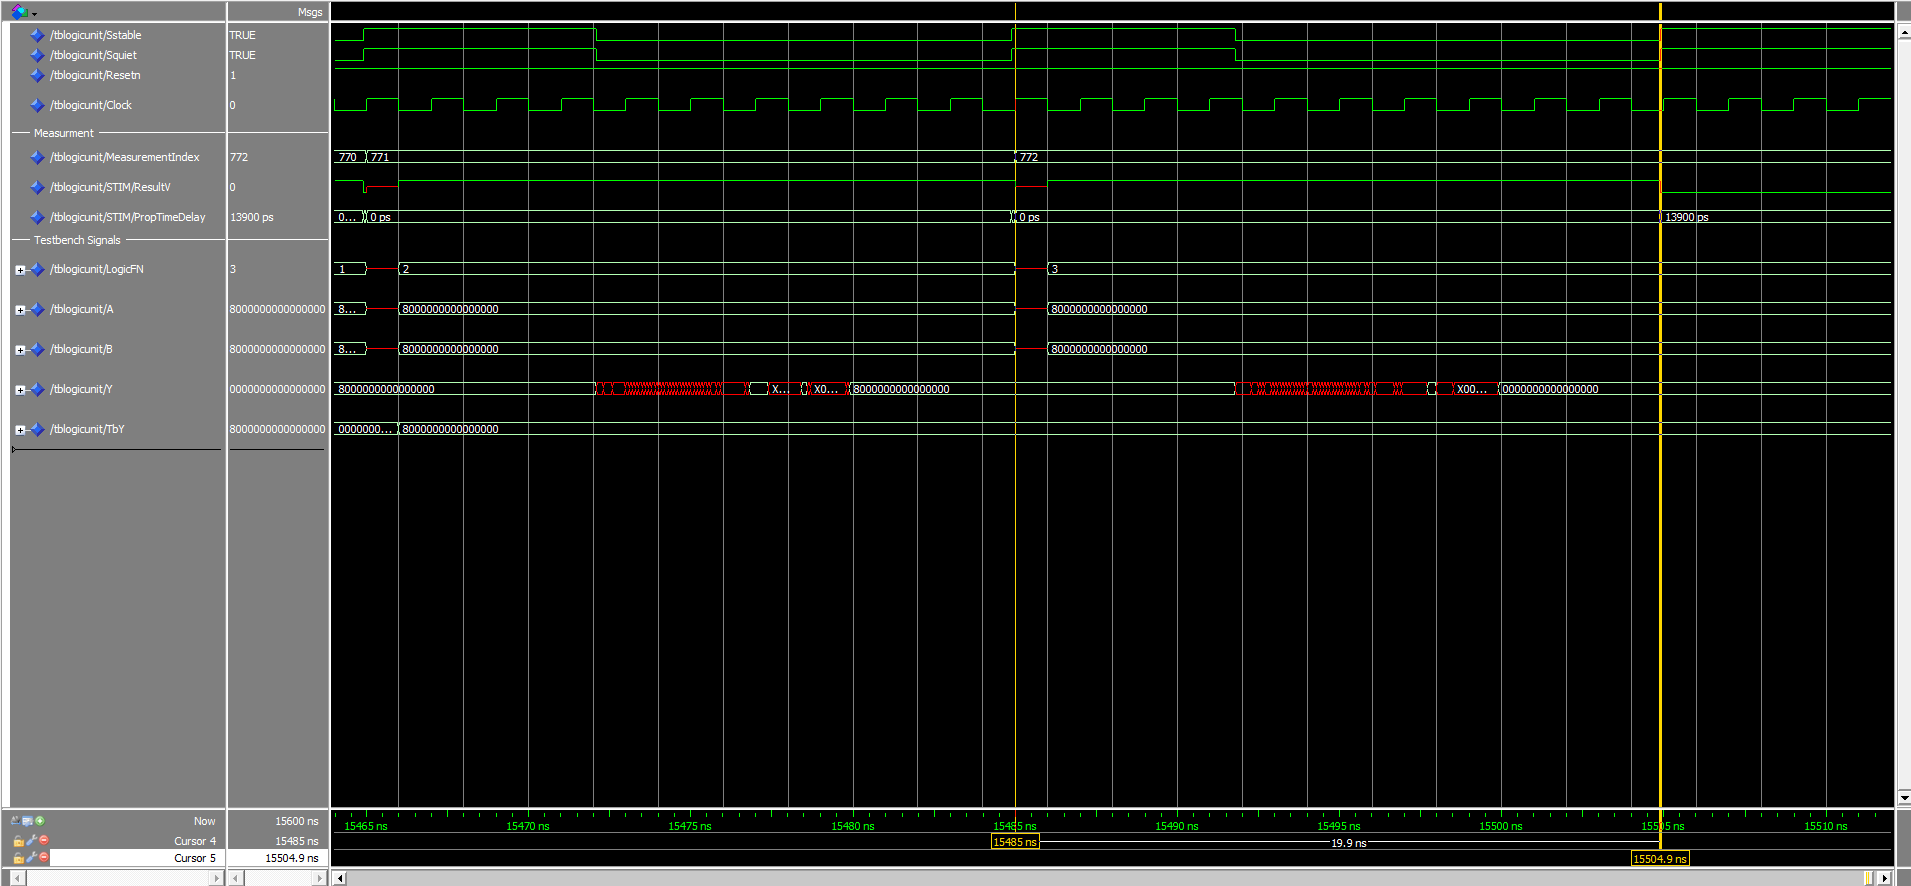 Msgs
/tblogicunit/Sstable TRUE
/tblogicunit/Squiet TRUE
/tblogicunit/Resetn 1
/tblogicunit/Clock 0
Measurment
/tblogicunit/MeasurementIndex 772 770 771 772
/tblogicunit/STIM/ResultV 0
/tblogicunit/STIM/PropTimeDelay 13900 ps 0... 0 ps 0 ps 13900 ps
Testbench Signals
/tblogicunit/LogicFN 3 1 2 3
/tblogicunit/A 8000000000000000 8... 8000000000000000 8000000000000000
/tblogicunit/B 8000000000000000 8... 8000000000000000 8000000000000000
/tblogicunit/Y 0000000000000000 8000000000000000 X... X0... 8000000000000000 X00... 0000000000000000
/tblogicunit/TbY 8000000000000000 0000000... 8000000000000000
Now 15600 ns 15465 ns 15470 ns 15475 ns 15480 ns 15485 ns 15490 ns 15495 ns 15500 ns 15505 ns 15510 ns
Cursor 4 15485 ns 15485 ns 19.9 ns
Cursor 5 15504.9 ns 15504.9 ns